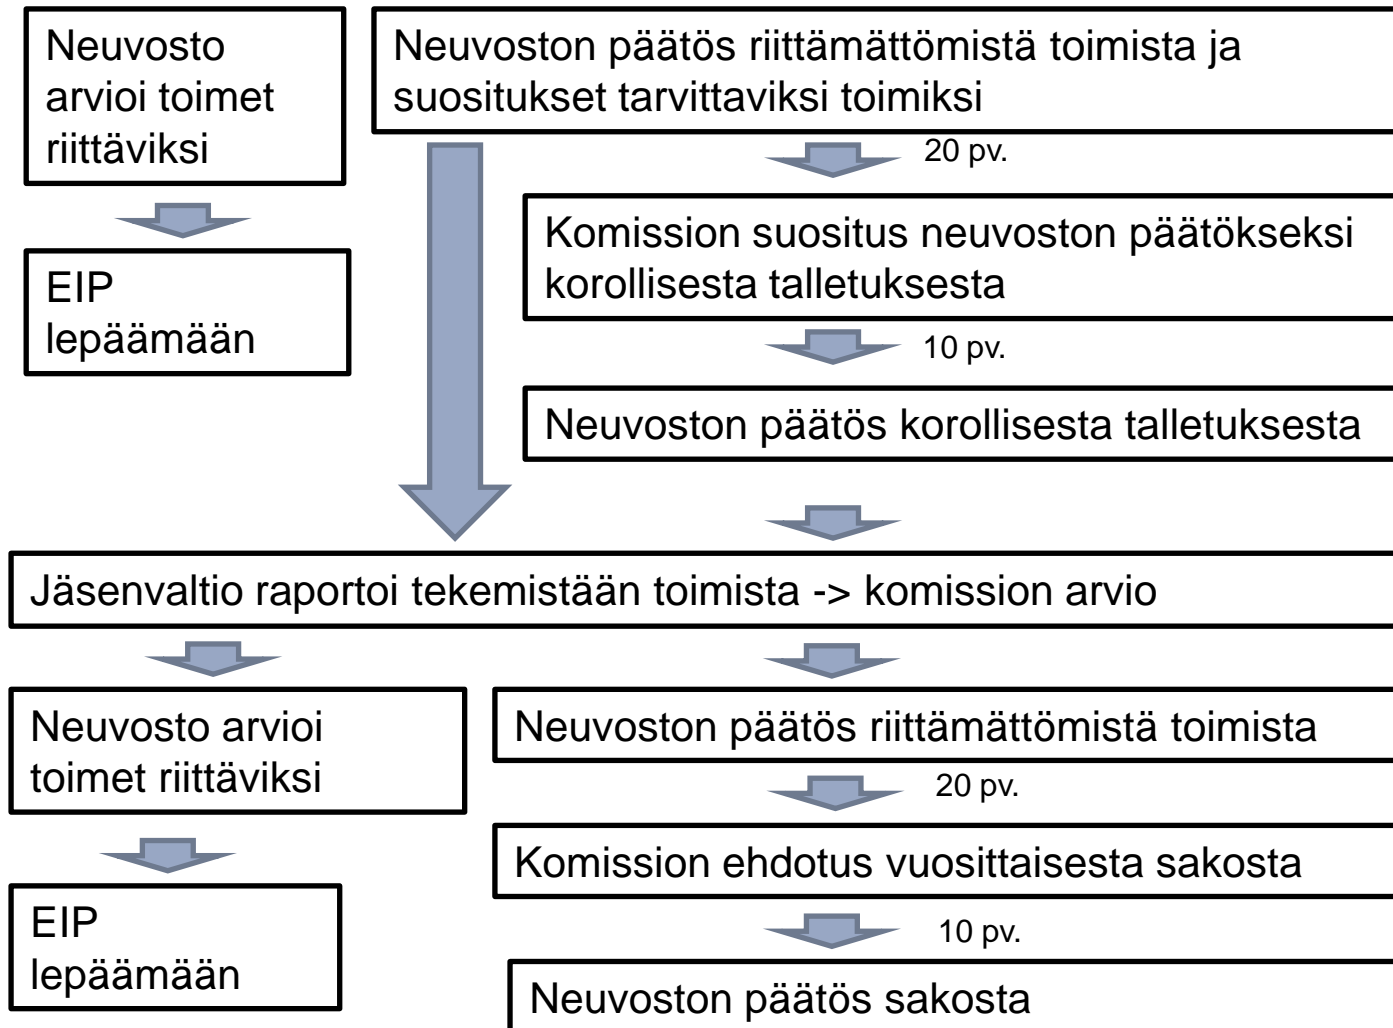 Neuvosto
arvioi toimet
riittäviksi
Neuvoston päätös riittämättömistä toimista ja
suositukset tarvittaviksi toimiksi
20 pv.
EIP
lepäämään
Komission suositus neuvoston päätökseksi
korollisesta talletuksesta
10 pv.
Neuvoston päätös korollisesta talletuksesta
Jäsenvaltio raportoi tekemistään toimista -> komission arvio
Neuvosto arvioi
toimet riittäviksi
Neuvoston päätös riittämättömistä toimista
20 pv.
Komission ehdotus vuosittaisesta sakosta
EIP
lepäämään
10 pv.
Neuvoston päätös sakosta